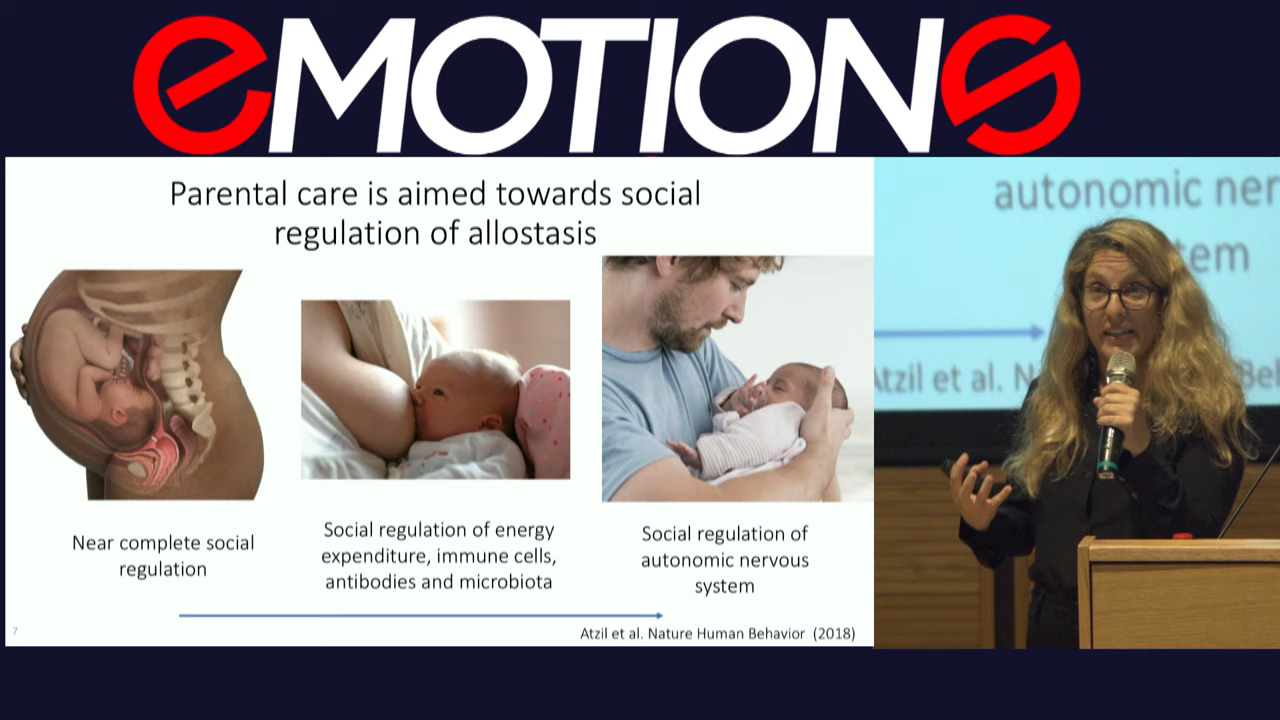 eMOTIONS
Parental care is aimed towards social
regulation of allostasis
Near complete social
regulation
Social regulation of energy
expenditure, immune cells,
antibodies and microbiota
Social regulation of
autonomic nervous
system
7
Atzil et al. Nature Human Behavior (2018)
autonomic ner
tem
Atzil et al. N
Beh